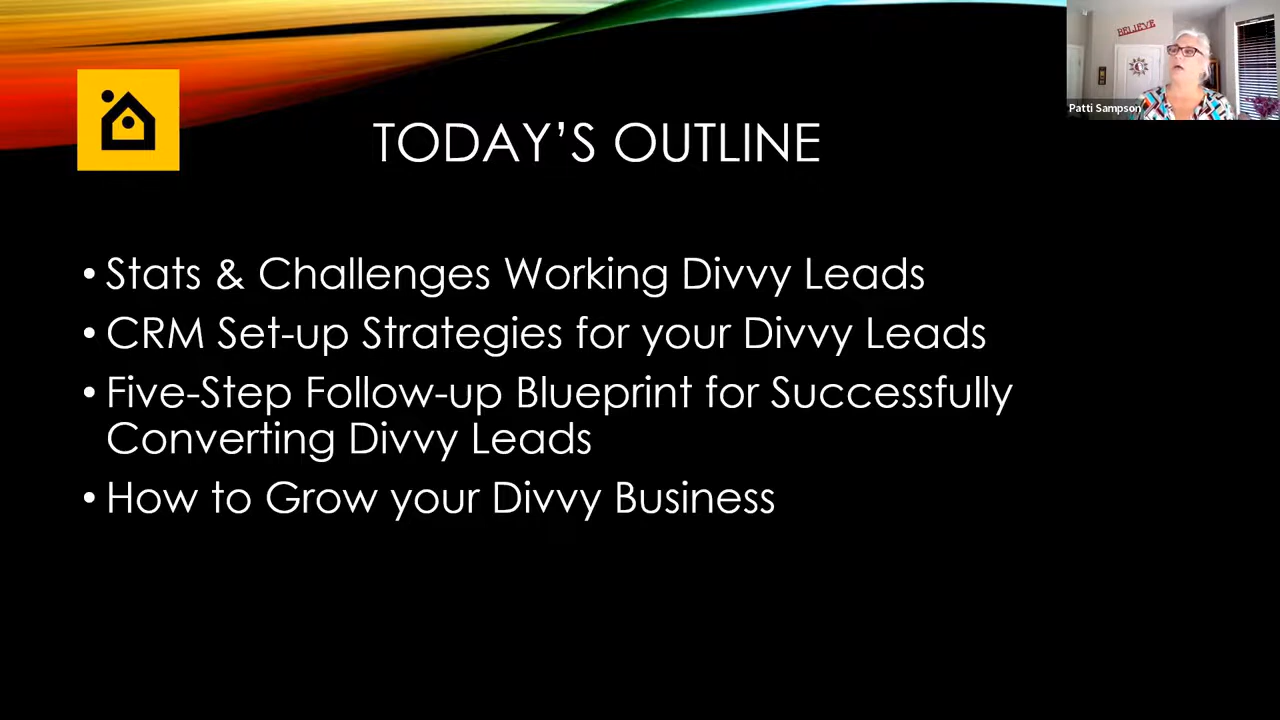 BELIEVE
Patti Sampson
TODAY’S OUTLINE
• Stats & Challenges Working Divvy Leads
• CRM Set-up Strategies for your Divvy Leads
• Five-Step Follow-up Blueprint for Successfully
Converting Divvy Leads
• How to Grow your Divvy Business